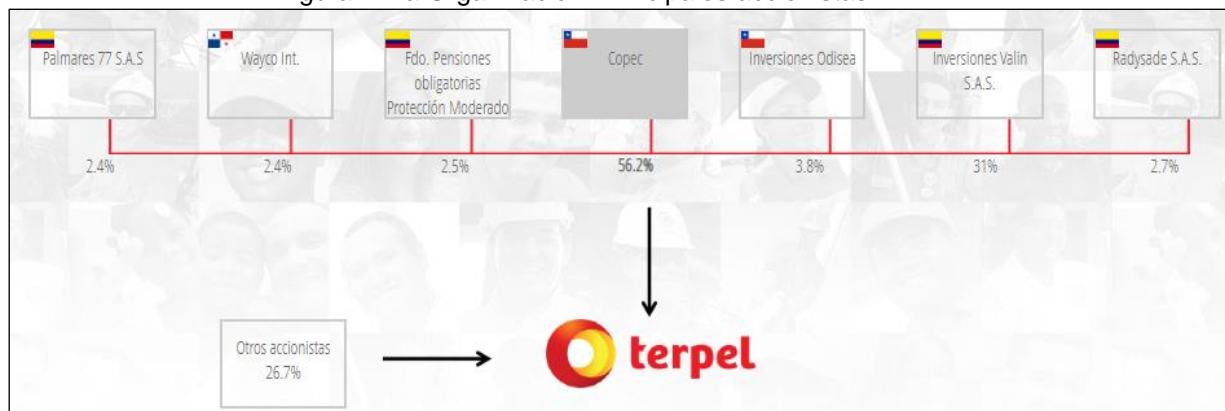 Palmares 77 S.A.S
Wayco Int.
Fdo. Pensiones
obligatorias
Protección Moderado
Copec
Inversiones Odisea
Inversiones Valin
S.A.S.
Radysade S.A.S.
2.4%
2.4%
2.5%
56.2%
3.8%
31%
2.7%
Otros accionistas
26.7%
terpel